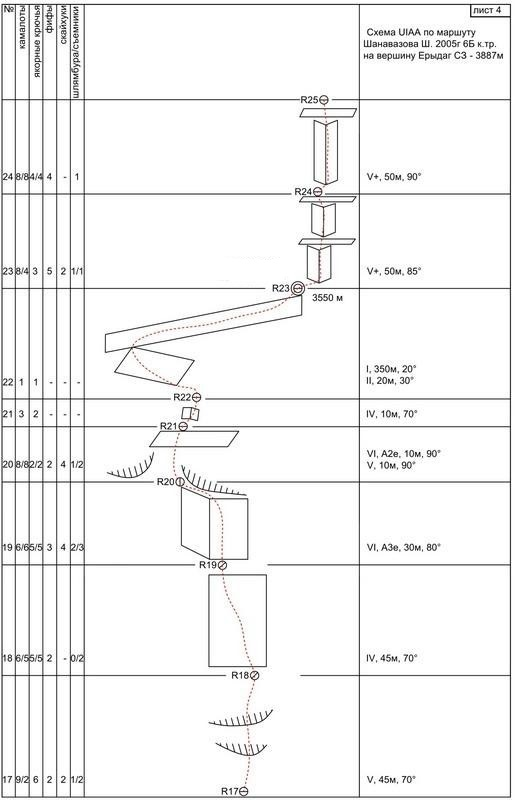 №
камалоты
якорные крючья
фифы
скайхуки
шлямбура/съемники
лист 4
Схема UIAA по маршруту
Шанавазова Ш. 2005г 6Б к.тр.
на вершину Ерыдаг СЗ - 3887м
R25
24 8/8 4/4 4 - 1
V+, 50м, 90°
R24
23 8/4 3 5 2 1/1
V+, 50м, 85°
R23
3550 м
I, 350м, 20°
22 1 1 - - -
II, 20м, 30°
R22
21 3 2 - - -
IV, 10м, 70°
R21
VI, A2e, 10м, 90°
20 8/8 2/2 2 4 1/2
V, 10м, 90°
R20
19 6/6 5/5 3 4 2/3
VI, A3e, 30м, 80°
R19
18 6/5 5/5 2 - 0/2
IV, 45м, 70°
R18
17 9/2 6 2 2 1/2
V, 45м, 70°
R17